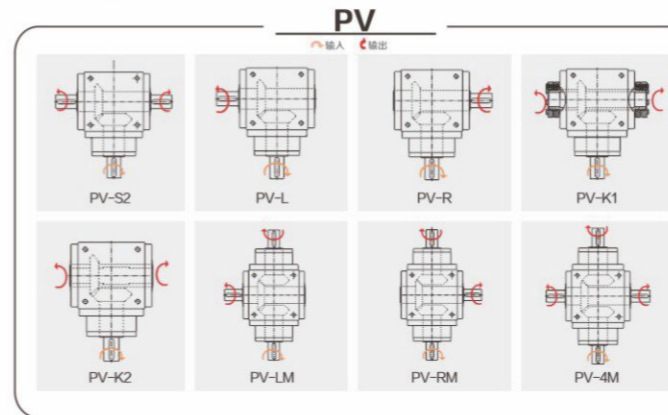 PV
输入 输出
PV-S2 PV-L PV-R PV-K1
PV-K2 PV-LM PV-RM PV-4M